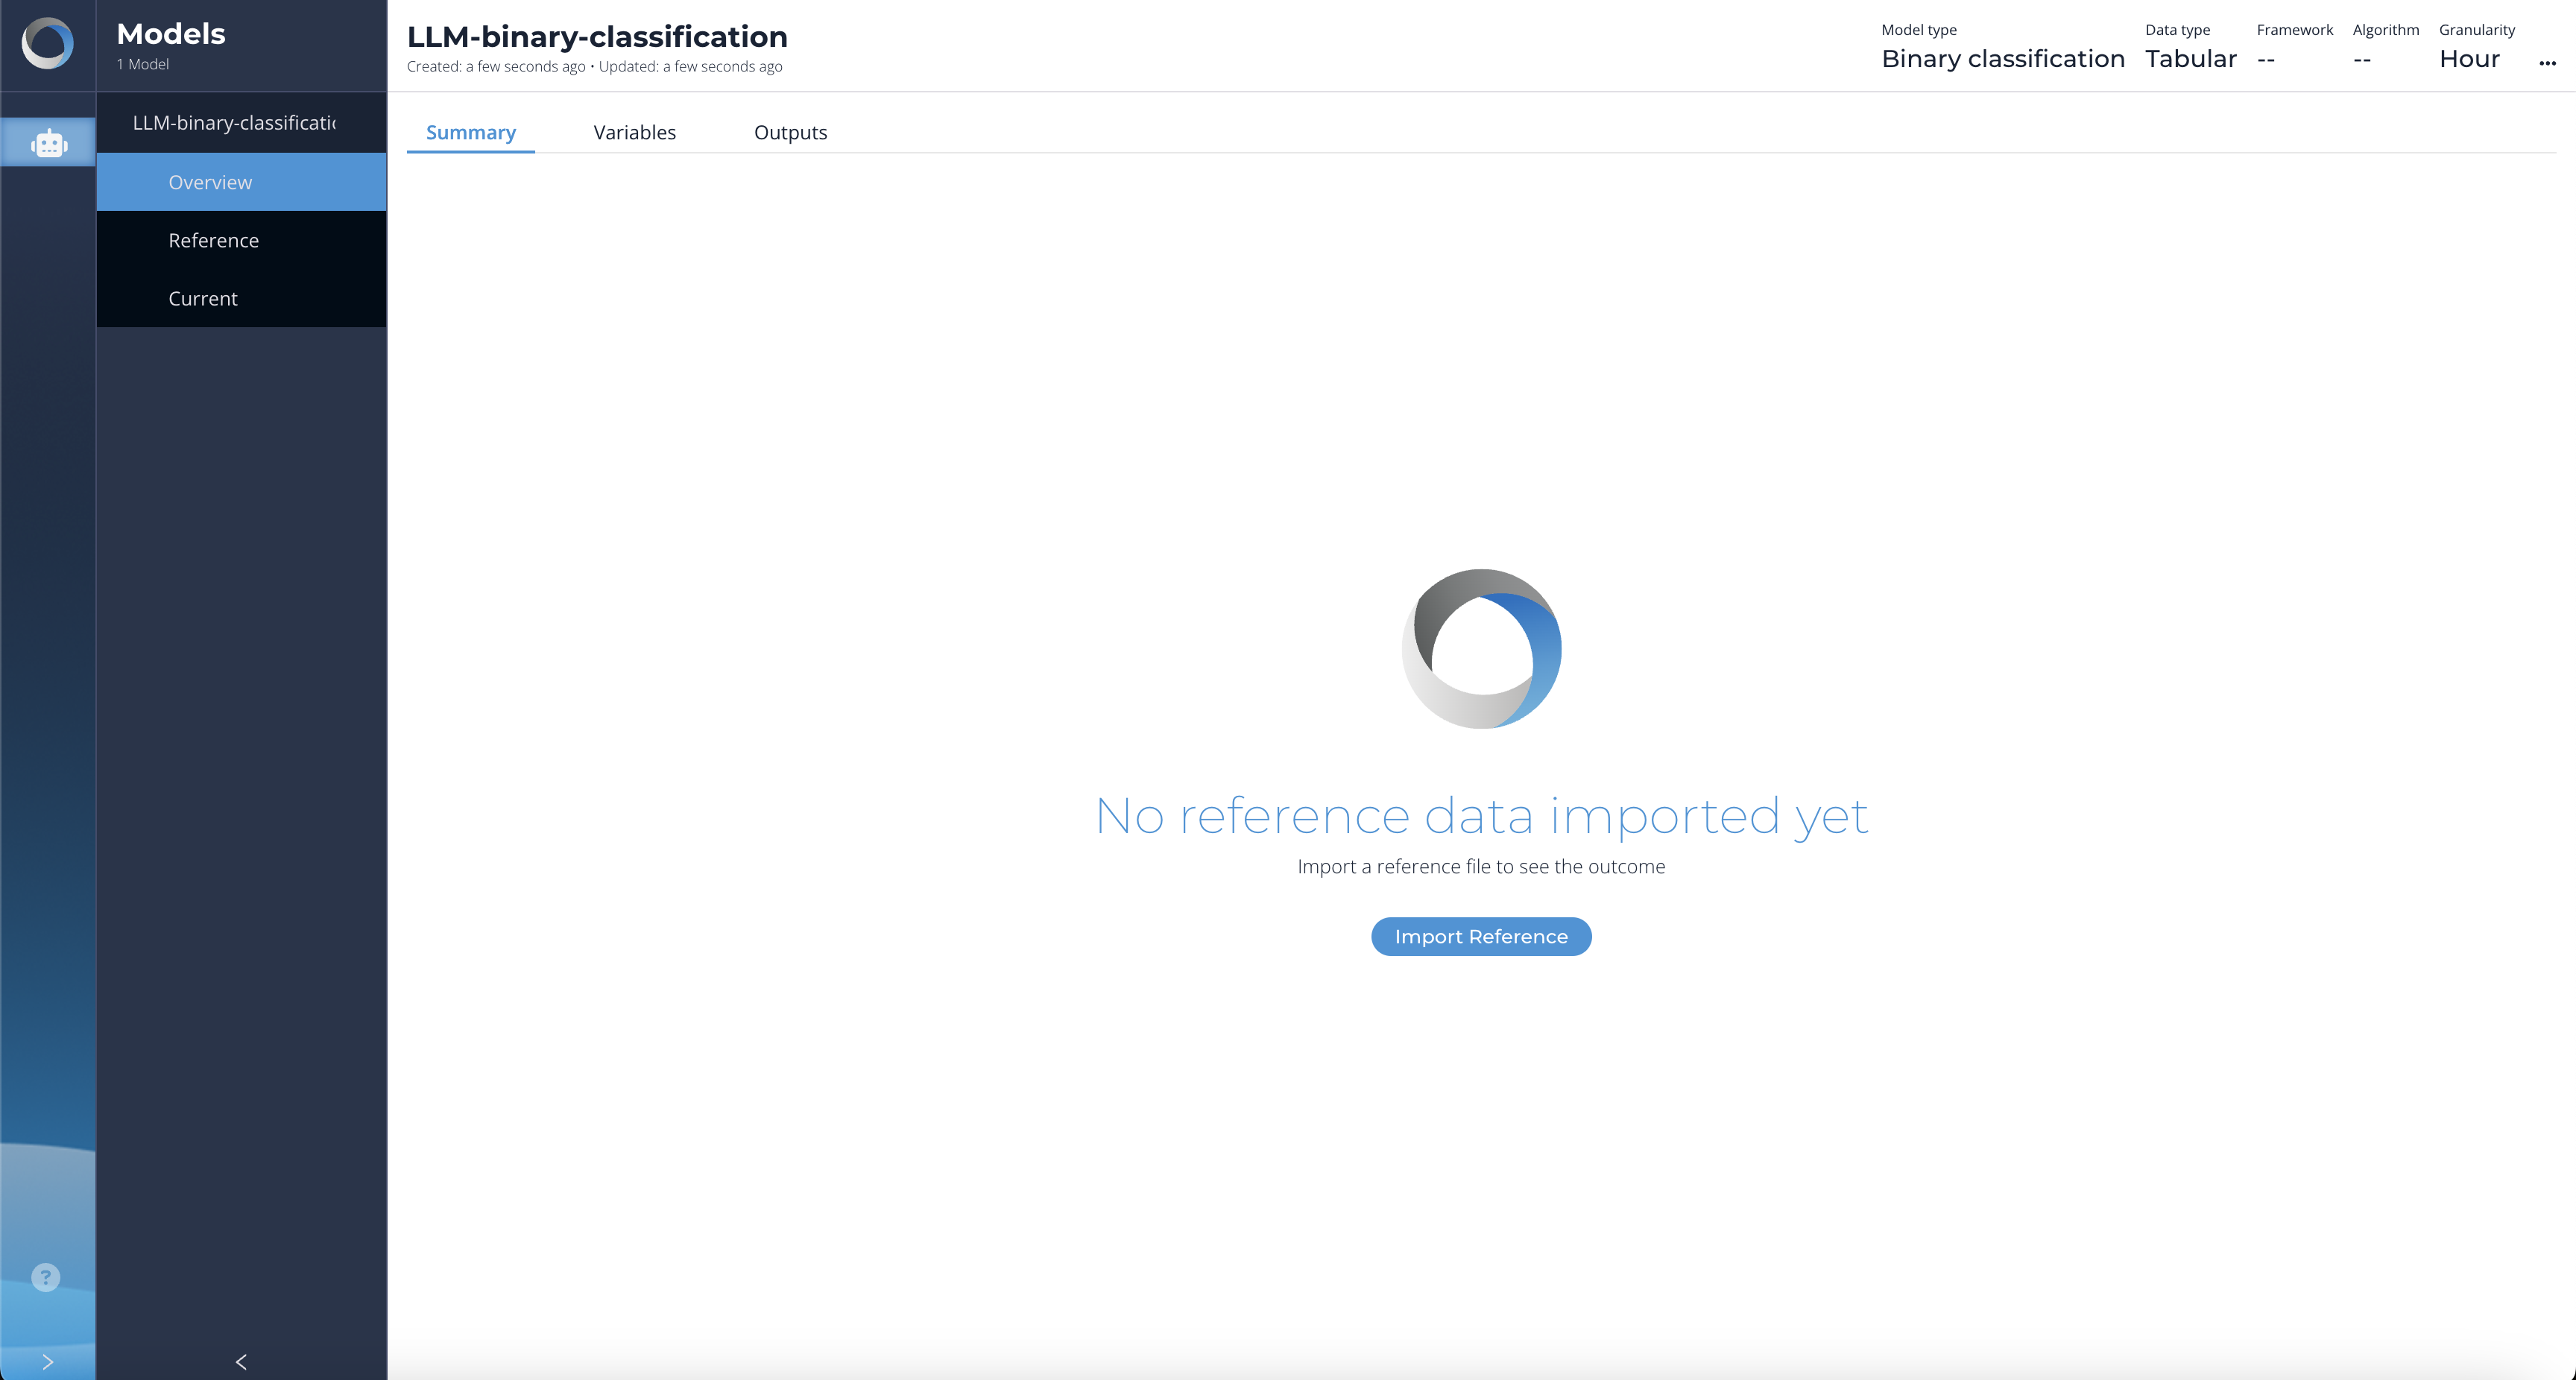 Models
1 Model
LLM-binary-classificatio
Overview
Reference
Current
LLM-binary-classification
Created: a few seconds ago • Updated: a few seconds ago
Model type
Binary classification
Data type
Tabular
Framework
--
Algorithm
--
Granularity
Hour
...
Summary
Variables
Outputs
No reference data imported yet
Import a reference file to see the outcome
Import Reference
?